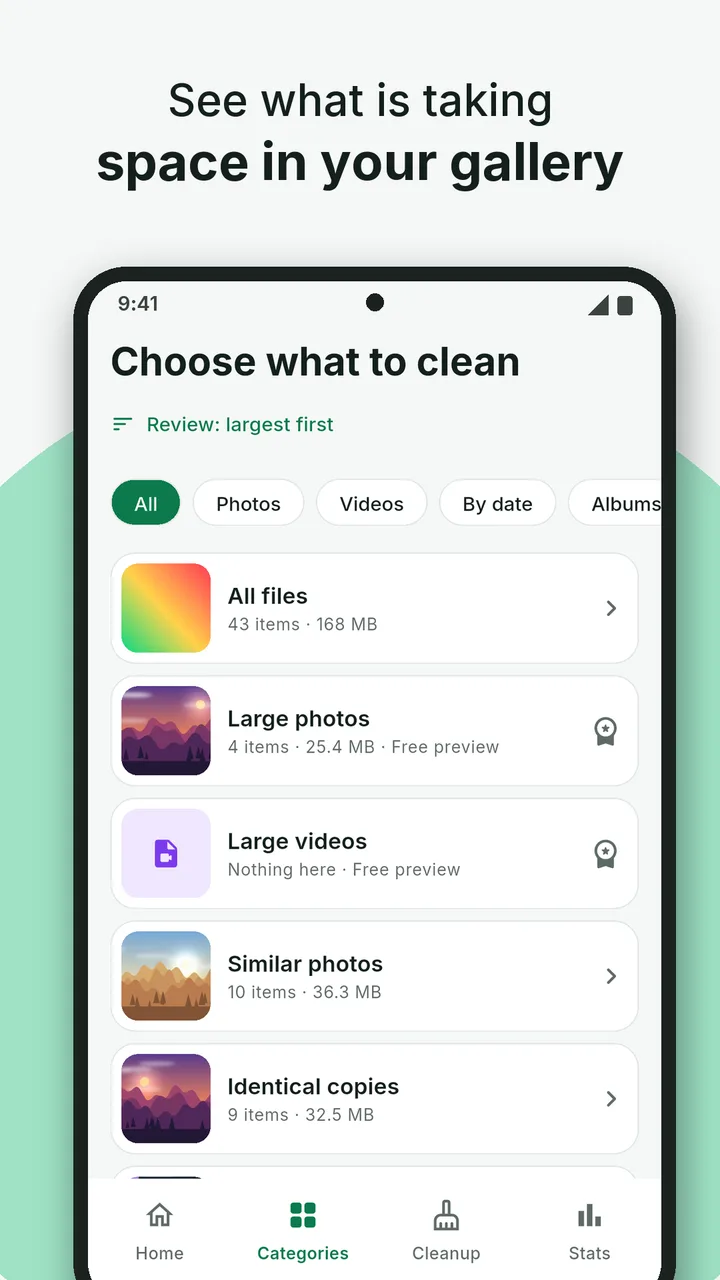 See what is taking
space in your gallery
9:41
Choose what to clean
Review: largest first
All
Photos
Videos
By date
Albums
All files
43 items · 168 MB
Large photos
4 items · 25.4 MB · Free preview
Large videos
Nothing here · Free preview
Similar photos
10 items · 36.3 MB
Identical copies
9 items · 32.5 MB
Home
Categories
Cleanup
Stats